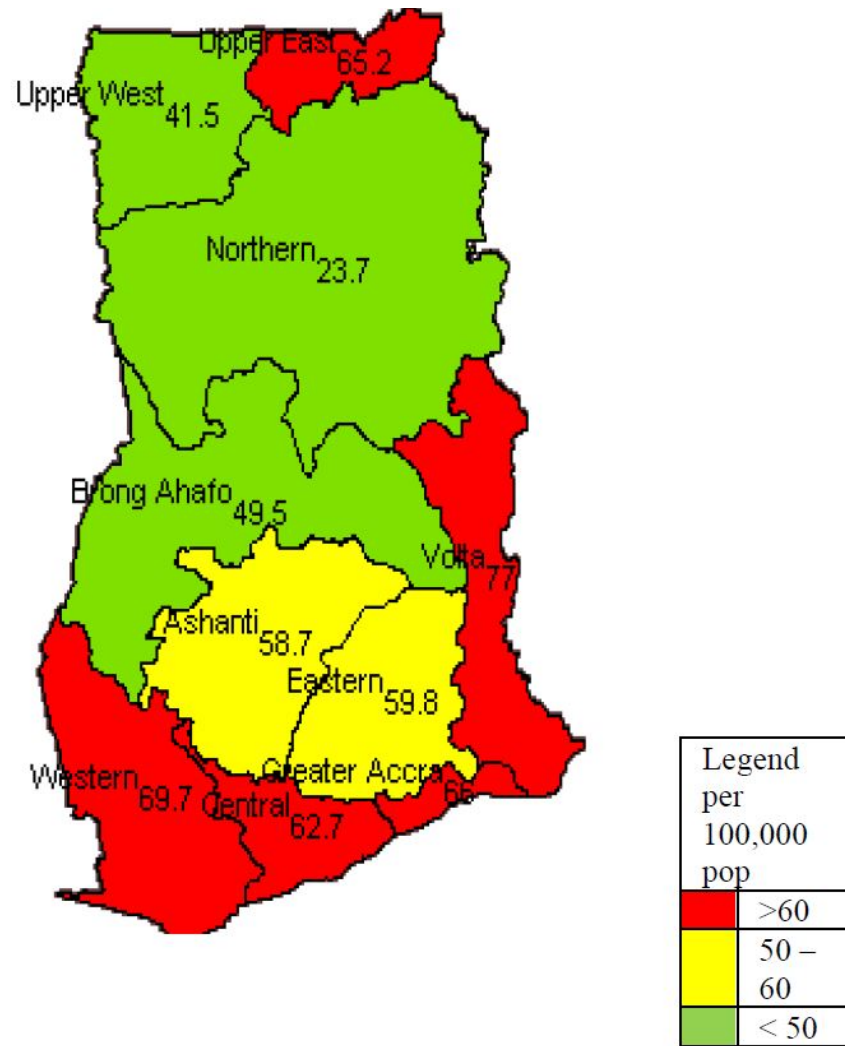 Upper East
65.2
Upper West
41.5
Northern
23.7
Brong Ahafo
49.5
Volta
77
Ashanti
58.7
Eastern
59.8
Greater Accra
66
Western
69.7
Central
62.7
Legend
per
100,000
pop
>60
50 –
60
< 50